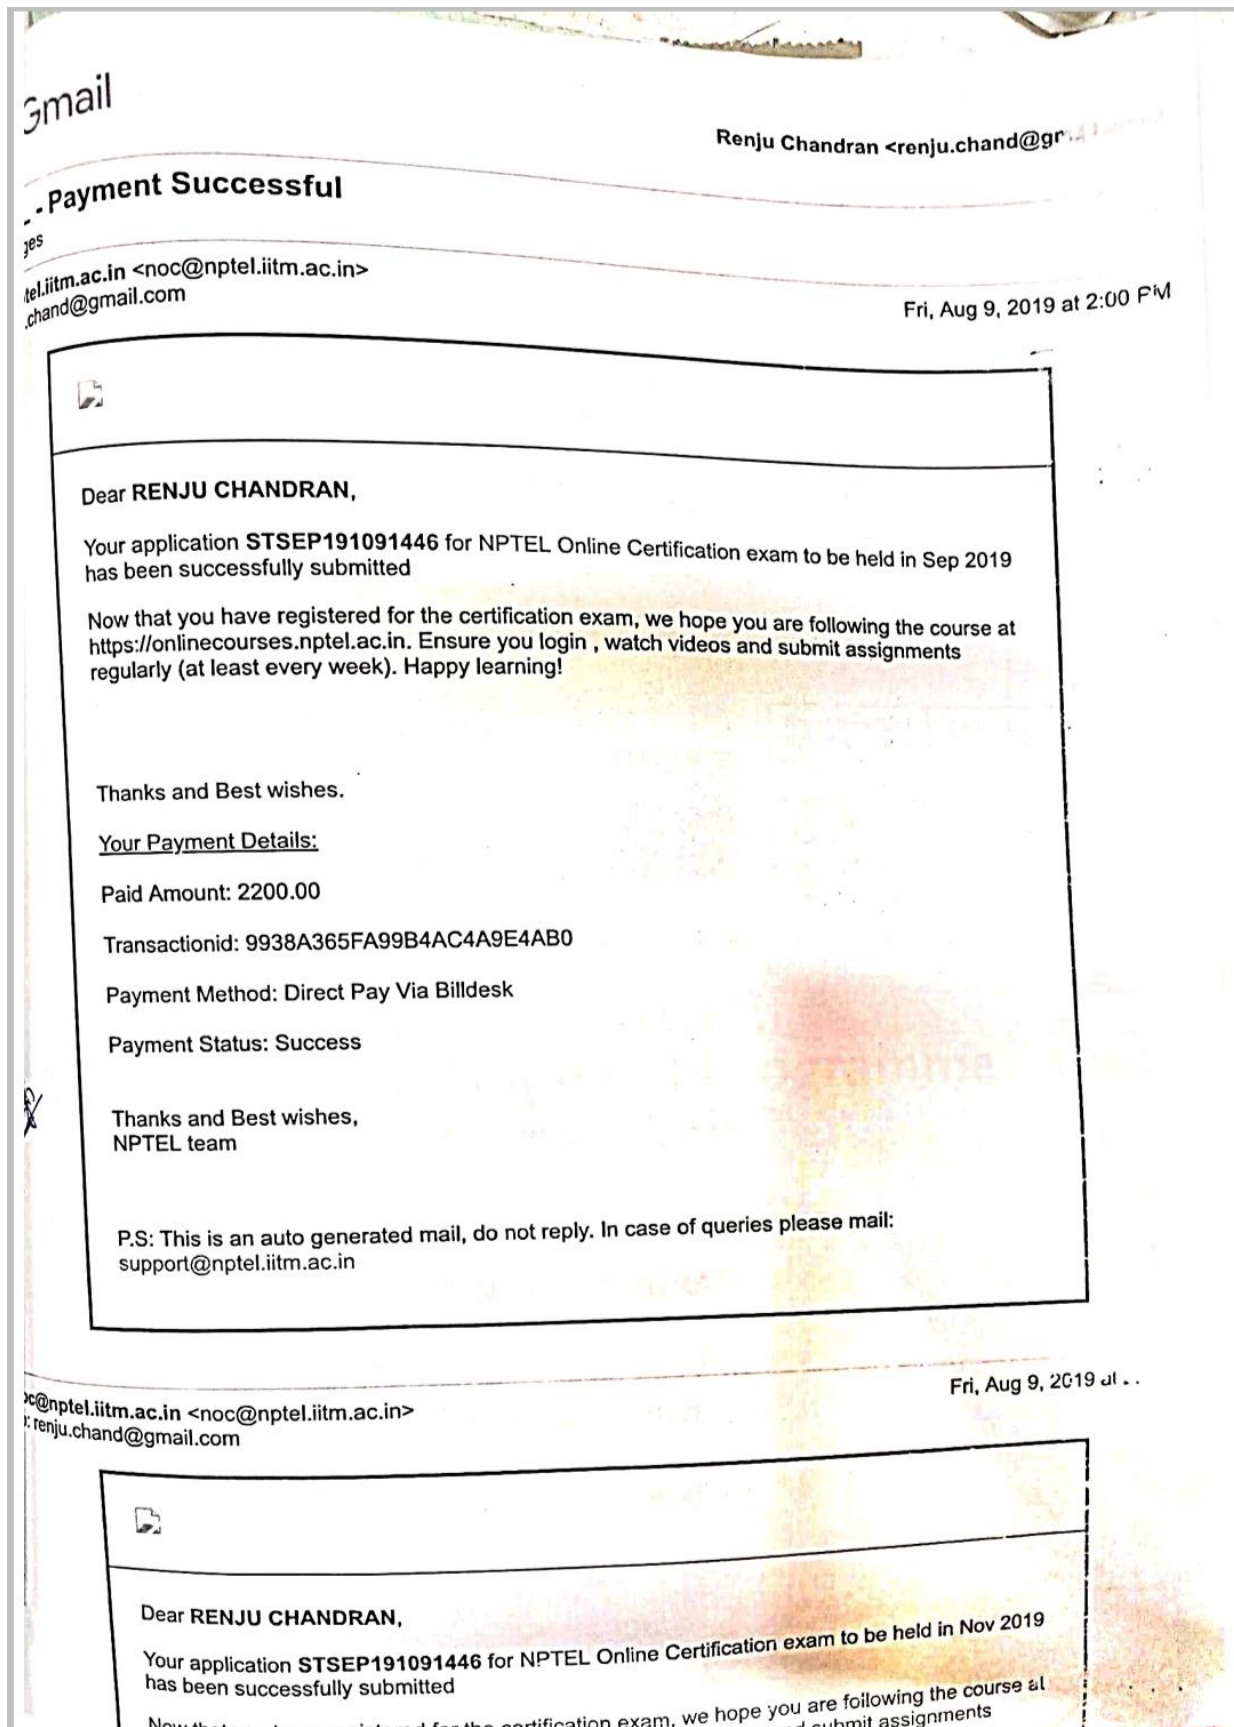 Gmail
Renju Chandran <renju.chand@
- Payment Successful
tel.iitm.ac.in <noc@nptel.iitm.ac.in>
.chand@gmail.com
Fri, Aug 9, 2019 at 2:00 PM
Dear RENJU CHANDRAN,
Your application STSEP191091446 for NPTEL Online Certification exam to be held in Sep 2019
has been successfully submitted
Now that you have registered for the certification exam, we hope you are following the course at
https://onlinecourses.nptel.ac.in. Ensure you login , watch videos and submit assignments
regularly (at least every week). Happy learning!
Thanks and Best wishes.
Your Payment Details:
Paid Amount: 2200.00
Transactionid: 9938A365FA99B4AC4A9E4AB0
Payment Method: Direct Pay Via Billdesk
Payment Status: Success
Thanks and Best wishes,
NPTEL team
P.S: This is an auto generated mail, do not reply. In case of queries please mail:
support@nptel.iitm.ac.in
Fri, Aug 9, 2019 at
c@nptel.iitm.ac.in <noc@nptel.iitm.ac.in>
: renju.chand@gmail.com
Dear RENJU CHANDRAN,
Your application STSEP191091446 for NPTEL Online Certification exam to be held in Nov 2019
has been successfully submitted
certification exam, we hope you are following the course at
submit assignments